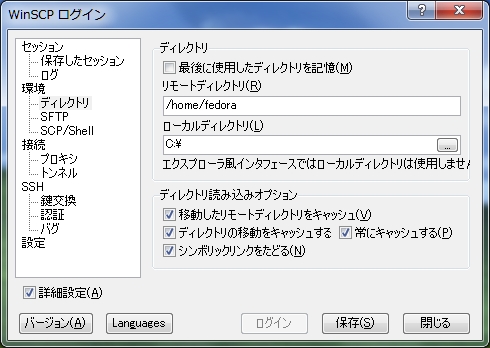 WinSCP ログイン
セッション
保存したセッション
ログ
環境
ディレクトリ
SFTP
SCP/Shell
接続
プロキシ
トンネル
SSH
鍵交換
認証
バグ
設定
ディレクトリ
最後に使用したディレクトリを記憶(M)
リモートディレクトリ(R)
/home/fedora
ローカルディレクトリ(L)
C:¥
...
エクスプローラ風インタフェースではローカルディレクトリは使用しません
ディレクトリ読み込みオプション
移動したリモートディレクトリをキャッシュ(V)
ディレクトリの移動をキャッシュする 常にキャッシュする(P)
シンボリックリンクをたどる(N)
詳細設定(A)
バージョン(A) Languages ログイン 保存(S) 閉じる